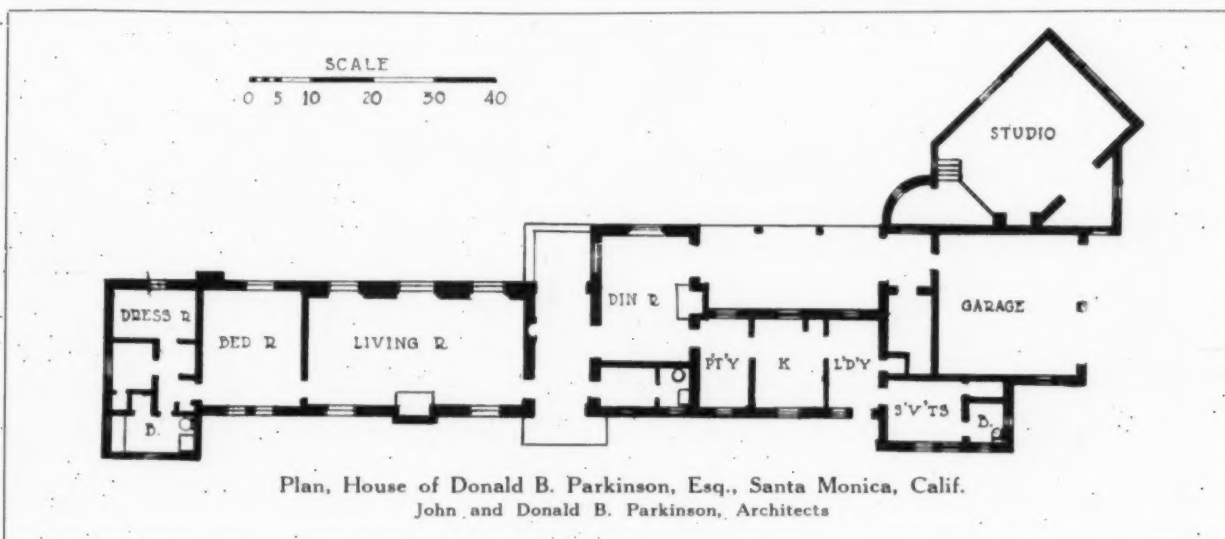 SCALE
0 5 10 20 30 40
STUDIO
DRESS R
BED R
LIVING R
DIN R
GARAGE
P'T'Y
K
L'D'Y
S'V'TS
B.
B.
Plan, House of Donald B. Parkinson, Esq., Santa Monica, Calif.
John and Donald B. Parkinson, Architects